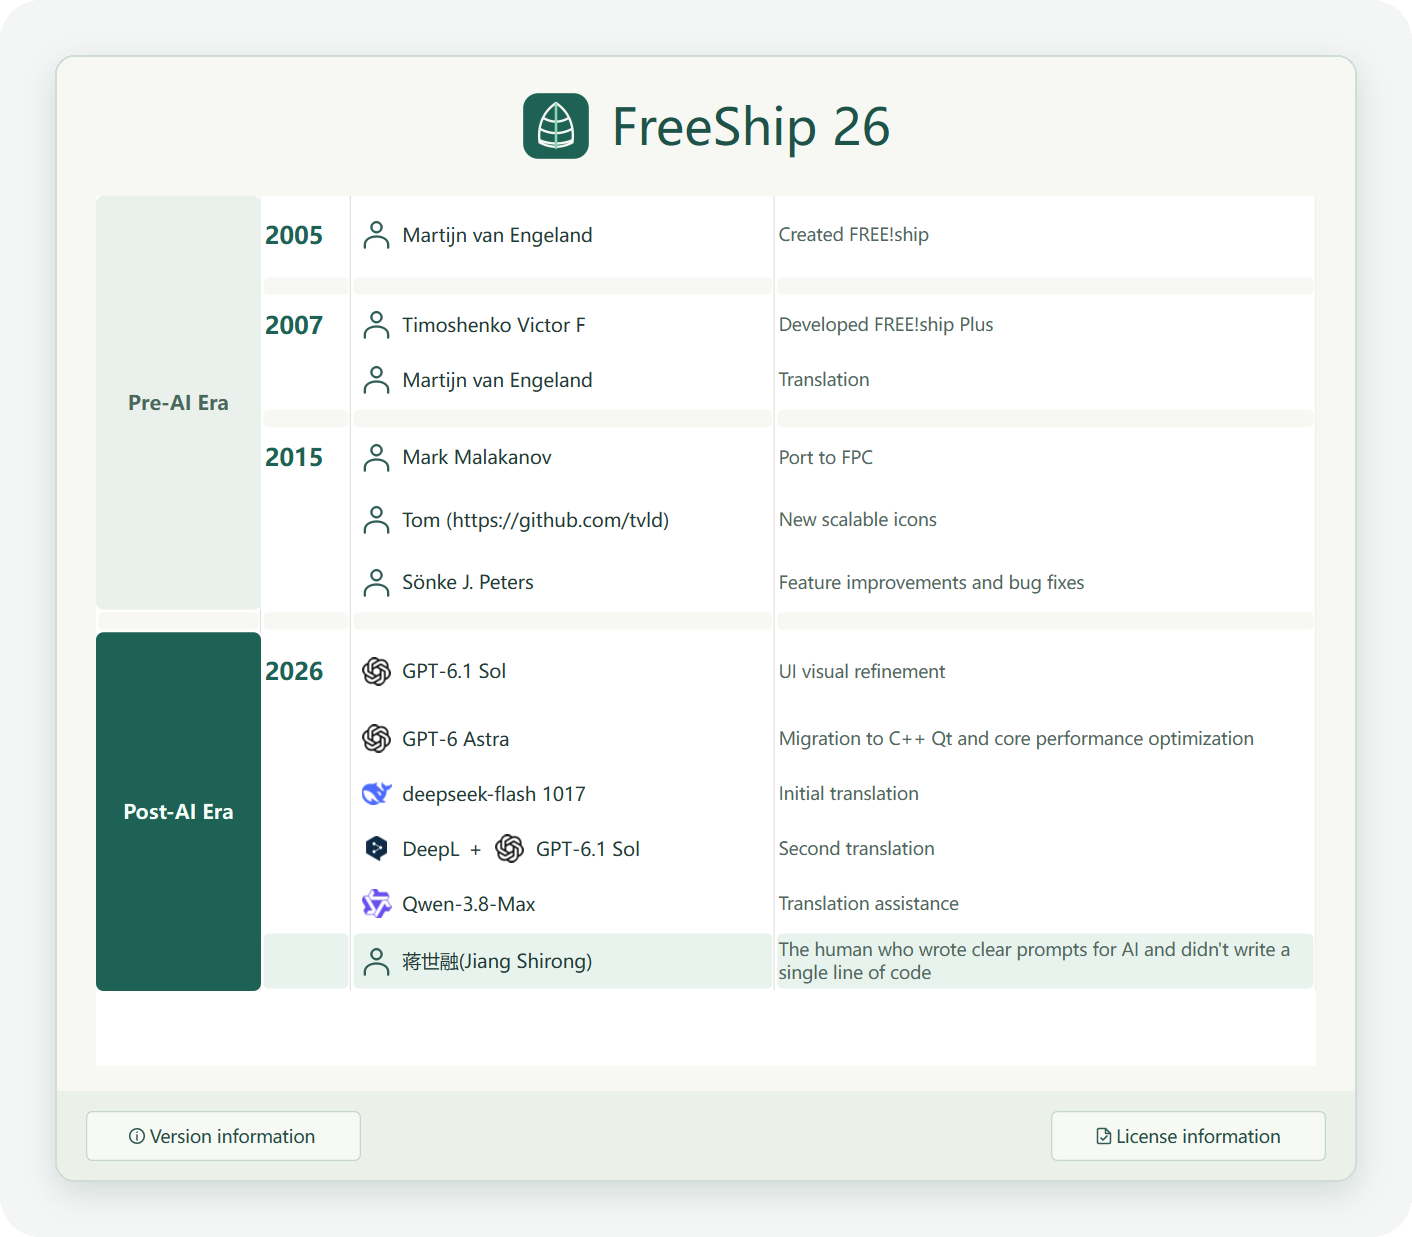 FreeShip 26
Pre-AI Era
2005
Martijn van Engeland
Created FREE!ship
2007
Timoshenko Victor F
Developed FREE!ship Plus
Martijn van Engeland
Translation
2015
Mark Malakanov
Port to FPC
Tom (https://github.com/tvld)
New scalable icons
Sönke J. Peters
Feature improvements and bug fixes
Post-AI Era
2026
GPT-6.1 Sol
UI visual refinement
GPT-6 Astra
Migration to C++ Qt and core performance optimization
deepseek-flash 1017
Initial translation
DeepL + GPT-6.1 Sol
Second translation
Qwen-3.8-Max
Translation assistance
蒋世融(Jiang Shirong)
The human who wrote clear prompts for AI and didn't write a
single line of code
Version information
License information